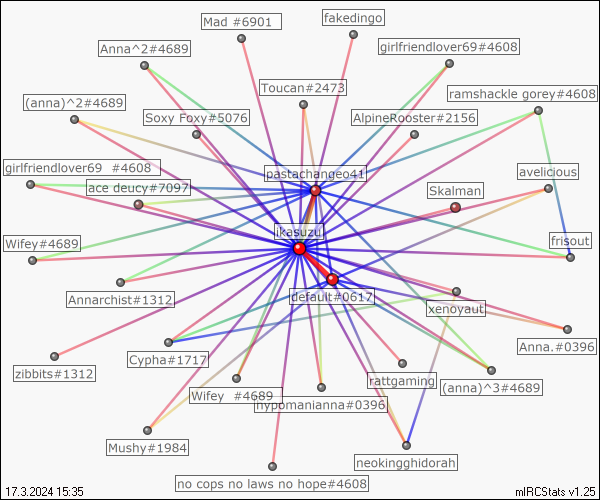 Mad #6901
fakedingo
Anna^2#4689
girlfriendlover69#4608
Toucan#2473
ramshackle gorey#4608
(anna)^2#4689
Soxy Foxy#5076
AlpineRooster#2156
girlfriendlover69  #4608
pastachangeo41
avelicious
ace deucy#7097
Skalman
ikasuzu
Wifey#4689
frisout
Annarchist#1312
default#0617
xenoyaut
Anna.#0396
Cypha#1717
zibbits#1312
rattgaming
(anna)^3#4689
Wifey  #4689
hypomanianna#0396
Mushy#1984
neokingghidorah
no cops no laws no hope#4608
17.3.2024 15:35
mIRCStats v1.25